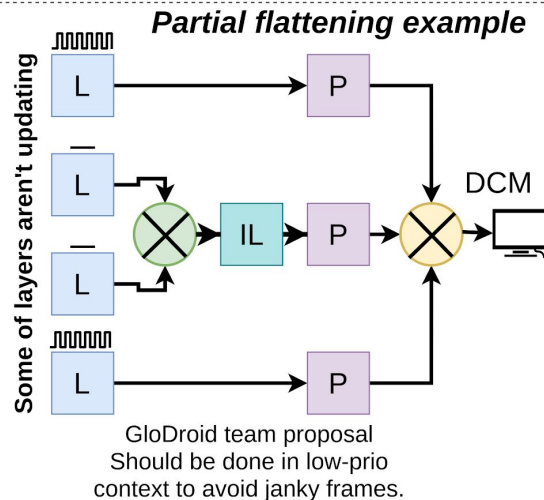 Partial flattening example
Some of layers aren't updating
L
P
L
DCM
IL
P
L
L
P
GloDroid team proposal
Should be done in low-prio
context to avoid janky frames.